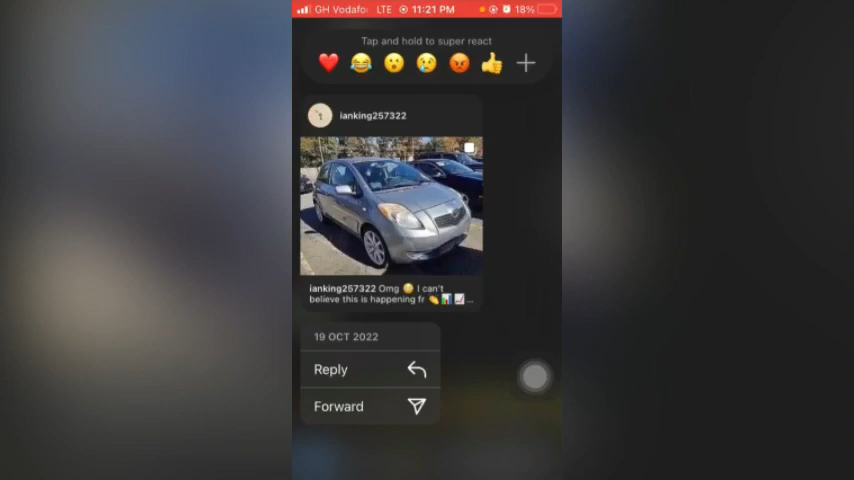 GH Vodafo LTE 11:21 PM 18%
Tap and hold to super react
ianking257322
ianking257322 Omg 😳 I can't
believe this is happening fr 👏📊📈...
19 OCT 2022
Reply
Forward